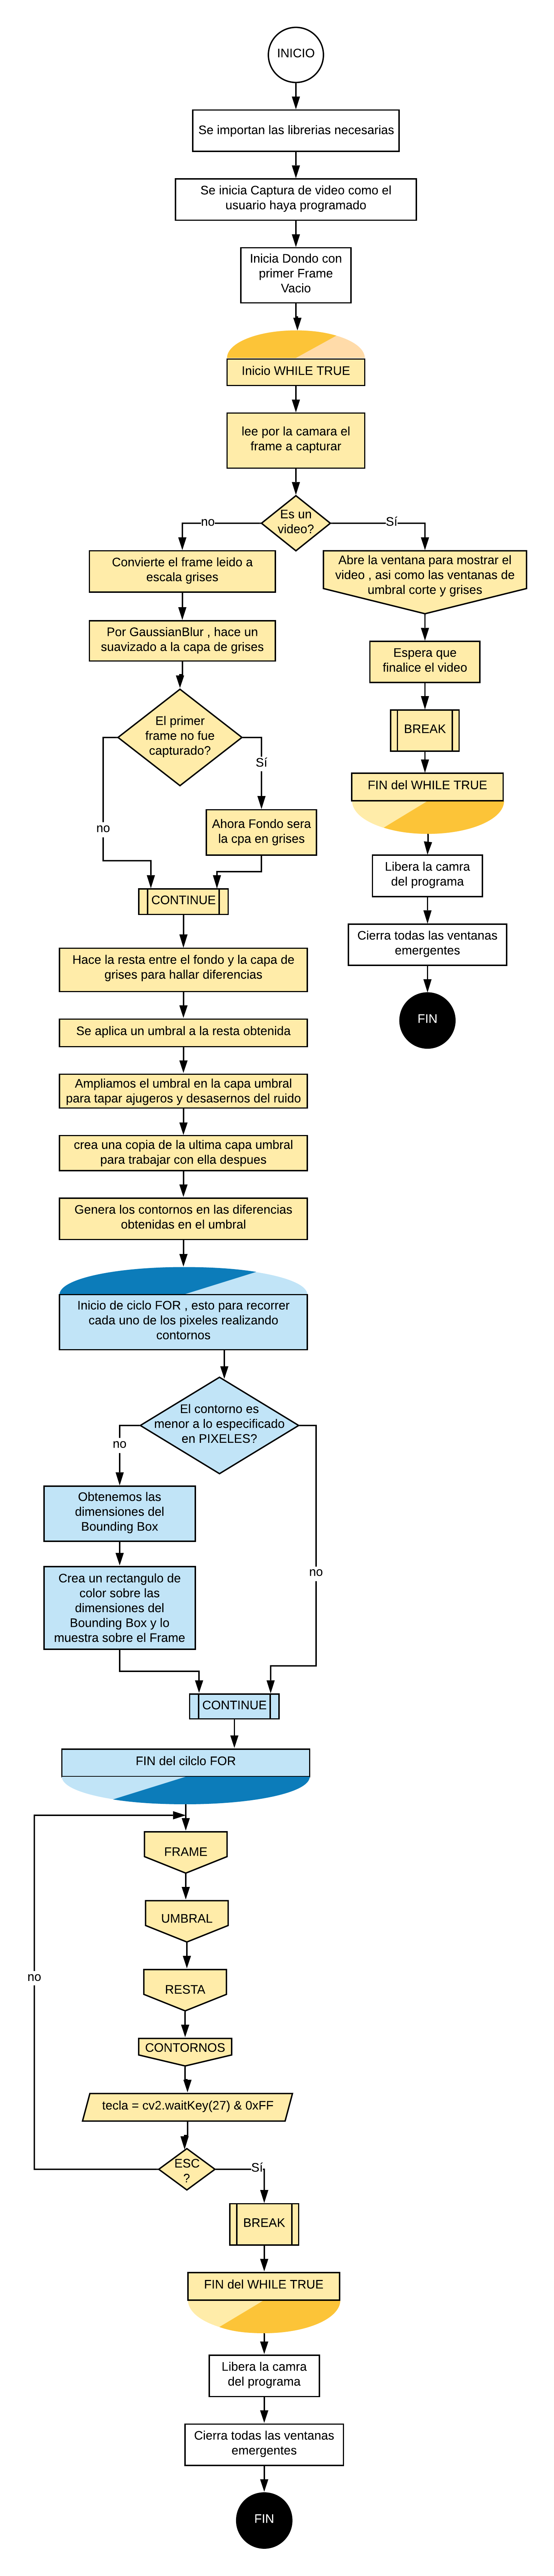 INICIO
Se importan las librerias necesarias
Se inicia Captura de video como el
usuario haya programado
Inicia Dondo con
primer Frame
Vacio
Inicio WHILE TRUE
lee por la camara el
frame a capturar
Es un
video?
no
Sí
Convierte el frame leido a
escala grises
Por GaussianBlur , hace un
suavizado a la capa de grises
El primer
frame no fue
capturado?
Sí
no
Ahora Fondo sera
la cpa en grises
CONTINUE
Abre la ventana para mostrar el
video , asi como las ventanas de
umbral corte y grises
Espera que
finalice el video
BREAK
FIN del WHILE TRUE
Libera la camra
del programa
Cierra todas las ventanas
emergentes
FIN
Hace la resta entre el fondo y la capa de
grises para hallar diferencias
Se aplica un umbral a la resta obtenida
Ampliamos el umbral en la capa umbral
para tapar ajugeros y desasernos del ruido
crea una copia de la ultima capa umbral
para trabajar con ella despues
Genera los contornos en las diferencias
obtenidas en el umbral
Inicio de ciclo FOR , esto para recorrer
cada uno de los pixeles realizando
contornos
El contorno es
menor a lo especificado
en PIXELES?
no
Obtenemos las
dimensiones del
Bounding Box
no
Crea un rectangulo de
color sobre las
dimensiones del
Bounding Box y lo
muestra sobre el Frame
CONTINUE
FIN del cilclo FOR
FRAME
UMBRAL
no
RESTA
CONTORNOS
tecla = cv2.waitKey(27) & 0xFF
ESC
?
Sí
BREAK
FIN del WHILE TRUE
Libera la camra
del programa
Cierra todas las ventanas
emergentes
FIN